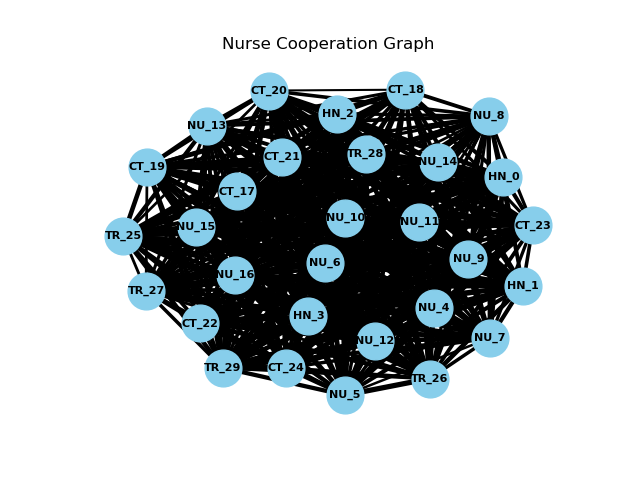 Nurse Cooperation Graph
CT_20
CT_18
HN_2
NU_8
NU_13
CT_21
TR_28
NU_14
CT_19
HN_0
CT_17
NU_10
NU_11
CT_23
NU_15
TR_25
NU_9
NU_6
NU_16
HN_1
TR_27
NU_4
HN_3
CT_22
NU_7
NU_12
TR_29
CT_24
TR_26
NU_5